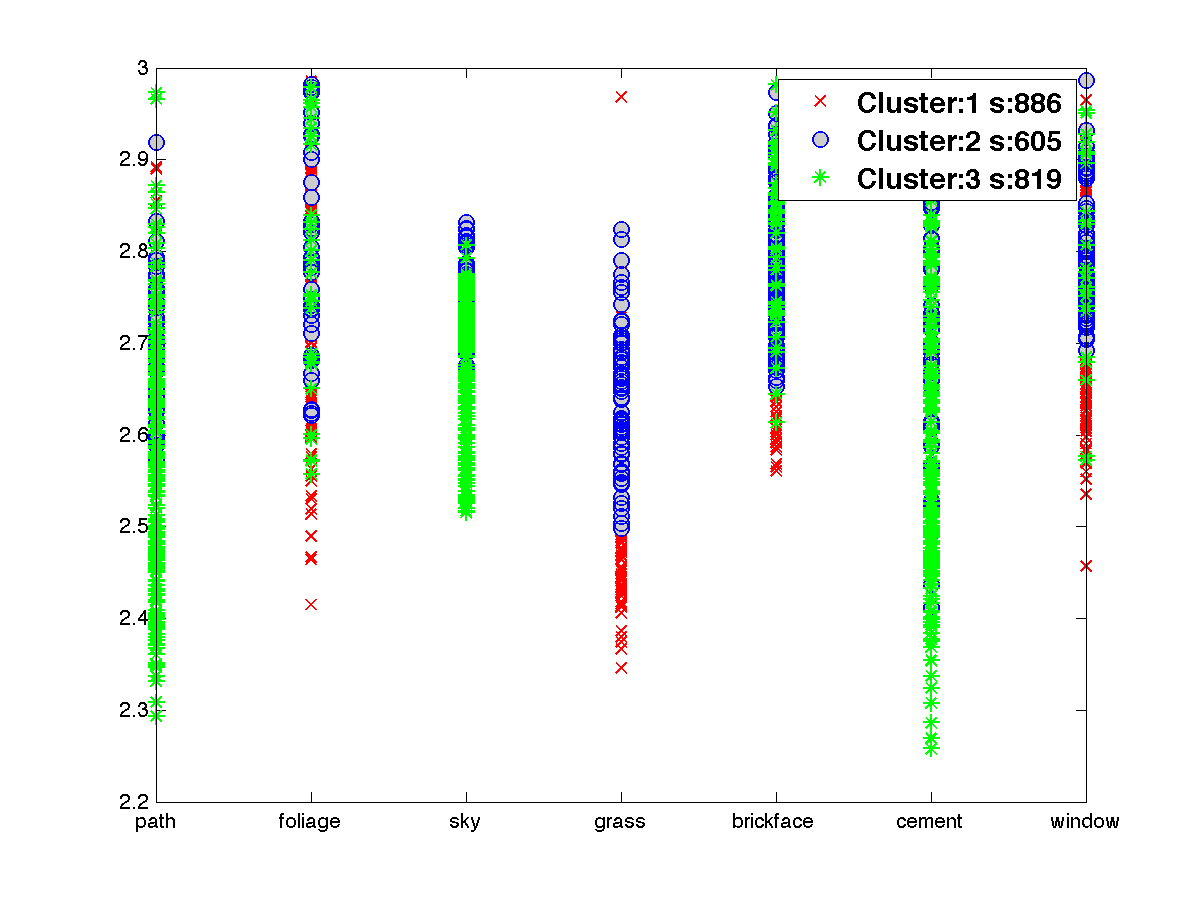 3
2.9
2.8
2.7
2.6
2.5
2.4
2.3
2.2
Cluster:1 s:886
Cluster:2 s:605
Cluster:3 s:819
path foliage sky grass brickface cement window